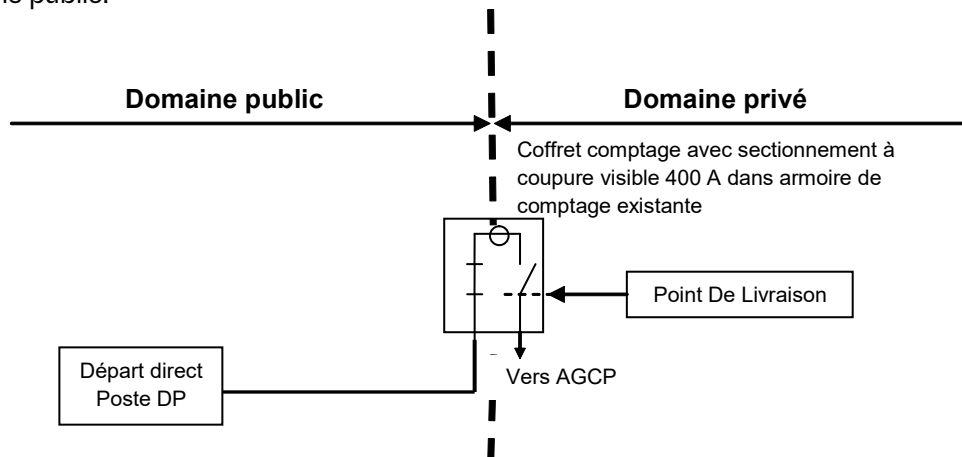 public.
Domaine public
Domaine privé
Coffret comptage avec sectionnement à
coupure visible 400 A dans armoire de
comptage existante
Point De Livraison
Départ direct
Poste DP
Vers AGCP